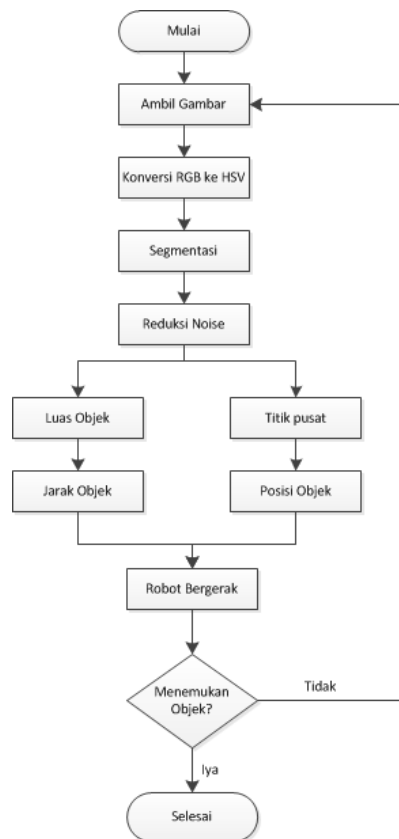 Mulai
Ambil Gambar
Konversi RGB ke HSV
Segmentasi
Reduksi Noise
Luas Objek
Titik pusat
Jarak Objek
Posisi Objek
Robot Bergerak
Menemukan
Objek?
Tidak
Iya
Selesai